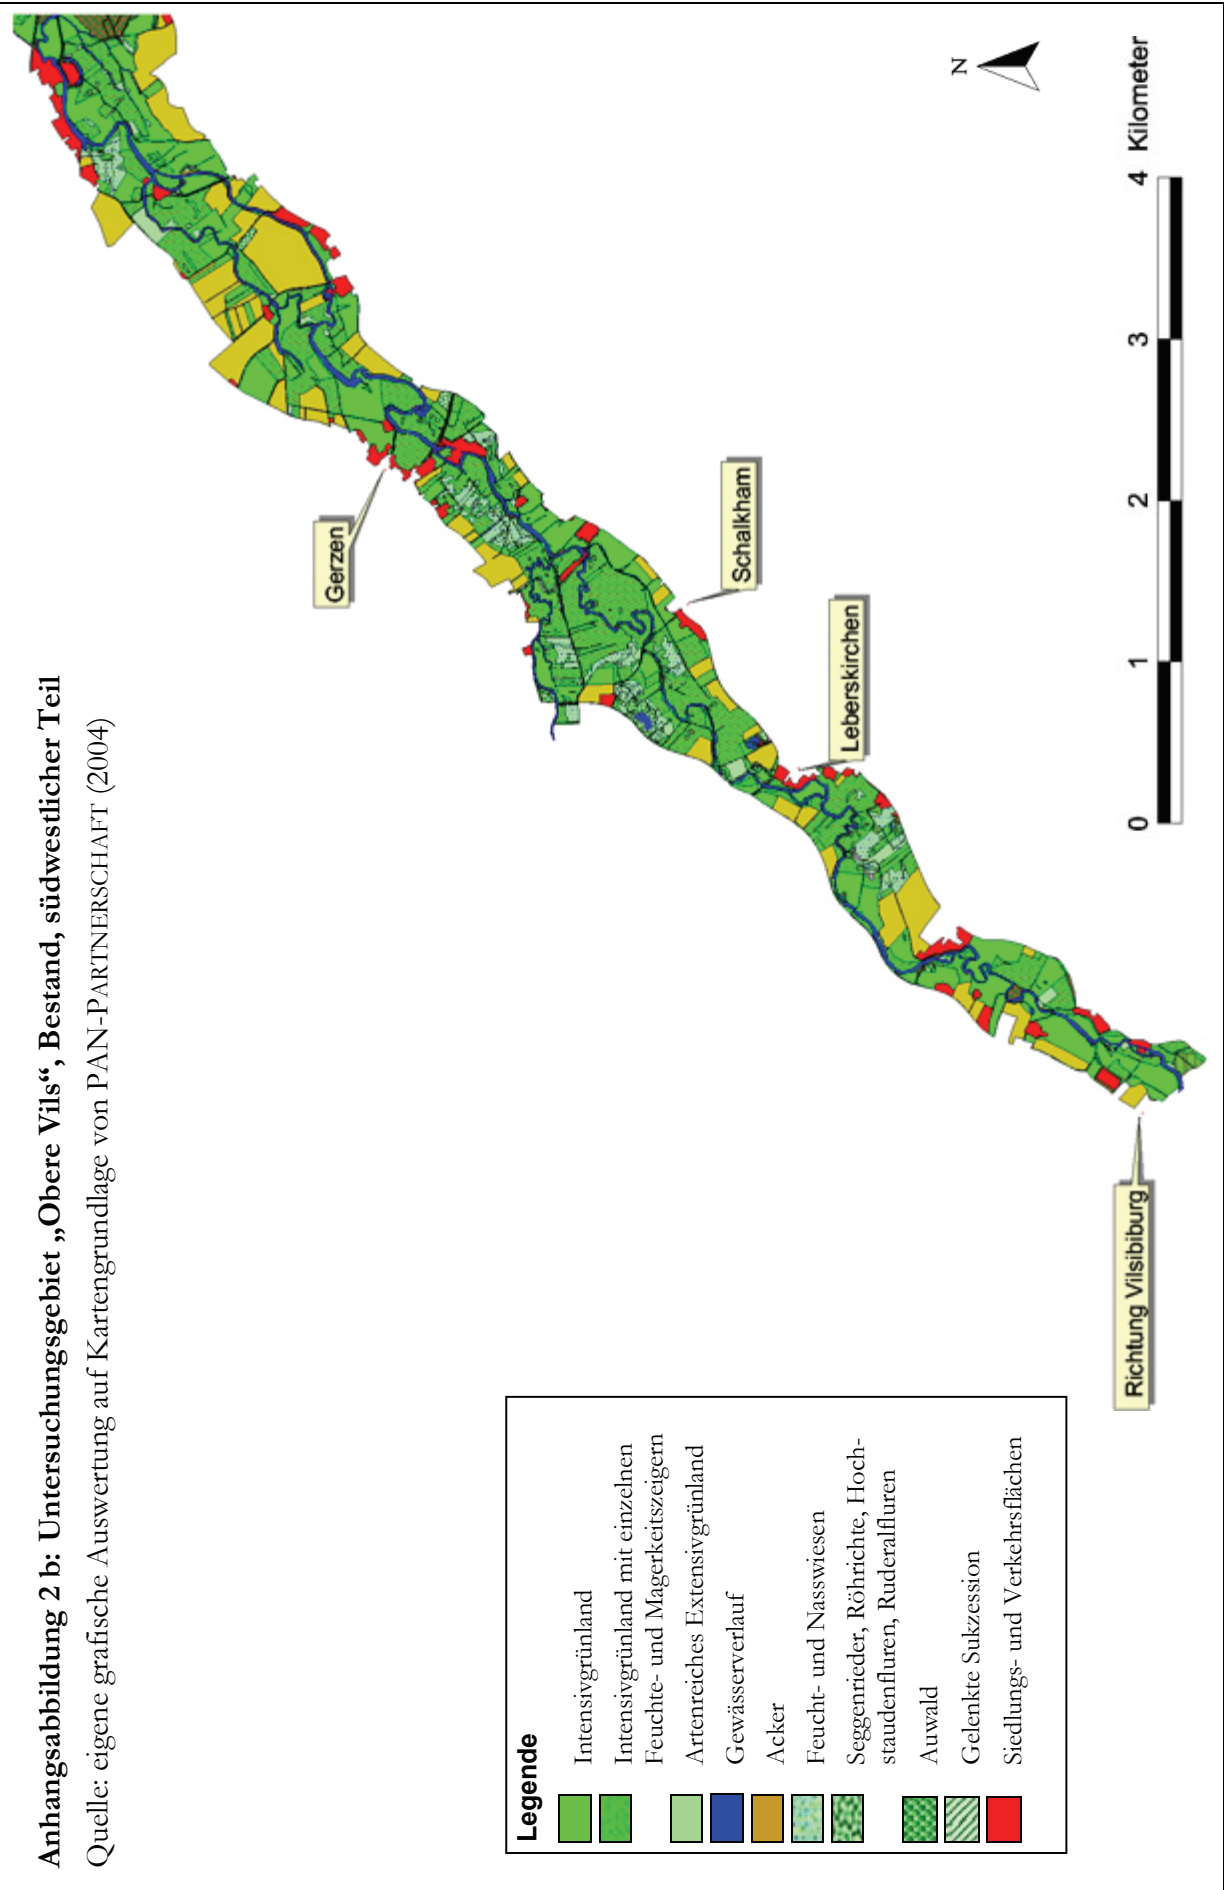 Anhangsabbildung 2 b: Untersuchungsgebiet „Obere Vils“, Bestand, südwestlicher Teil
Quelle: eigene grafische Auswertung auf Kartengrundlage von PAN-PARTNERSCHAFT (2004)
Gerzen
Schalkham
Leberskirchen
Richtung Vilsibiburg
N
0 1 2 3 4 Kilometer
Legende
Intensivgrünland
Intensivgrünland mit einzelnen
Feuchte- und Magerkeitszeigern
Artenreiches Extensivgrünland
Gewässerverlauf
Acker
Feucht- und Nasswiesen
Seggenrieder, Röhrichte, Hoch-
staudenfluren, Ruderalfluren
Auwald
Gelenkte Sukzession
Siedlungs- und Verkehrsflächen